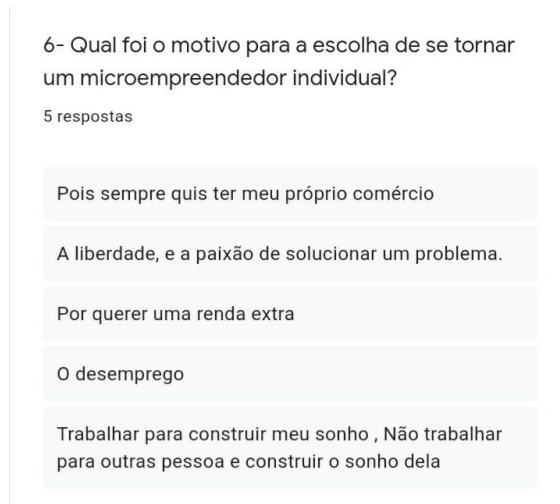 6- Qual foi o motivo para a escolha de se tornar
um microempreendedor individual?
5 respostas
Pois sempre quis ter meu próprio comércio
A liberdade, e a paixão de solucionar um problema.
Por querer uma renda extra
O desemprego
Trabalhar para construir meu sonho , Não trabalhar
para outras pessoa e construir o sonho dela